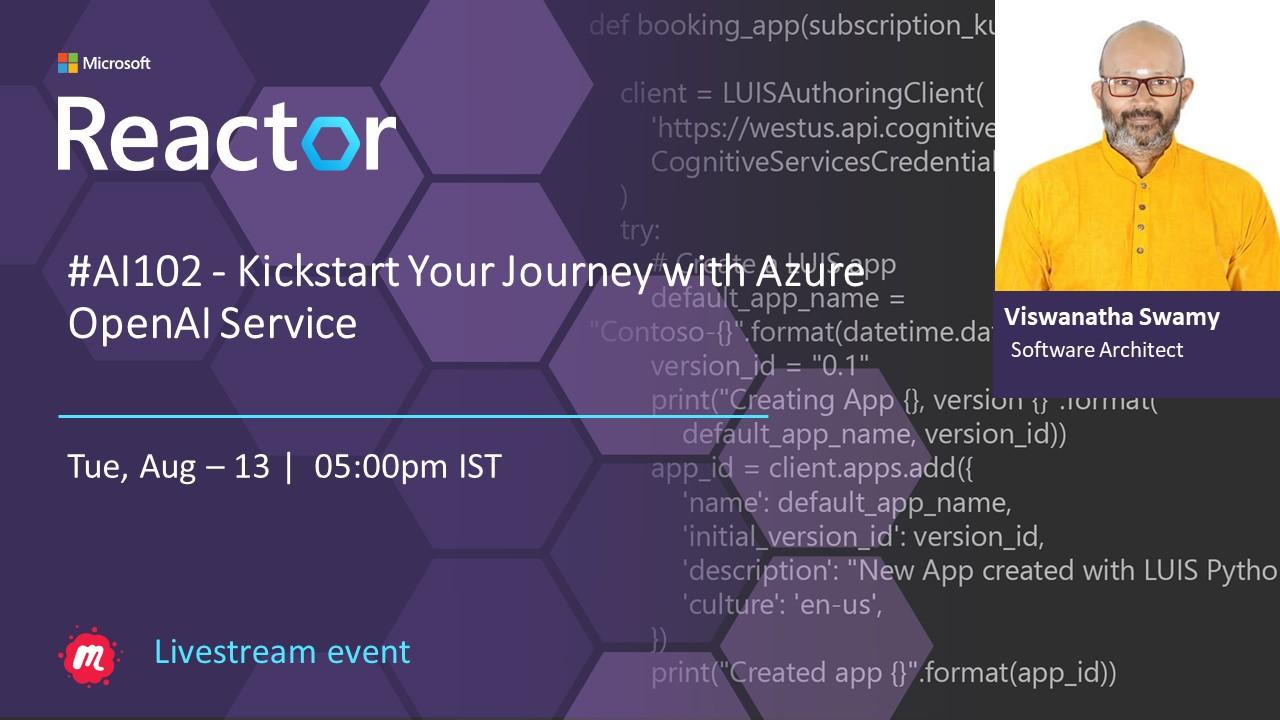 Microsoft
Reactor
#AI102 - Kickstart Your Journey with Azure
OpenAI Service
Tue, Aug – 13 | 05:00pm IST
Livestream event
Viswanatha Swamy
Software Architect
def booking_app(subscription_ku
client = LUISAuthoringClient(
'https://westus.api.cognitive
CognitiveServicesCredential
)
try:
# Create a LUIS app
default_app_name =
"Contoso-{}".format(datetime.dat
version_id = "0.1"
print("Creating App {}, version {}".format(
default_app_name, version_id))
app_id = client.apps.add({
'name': default_app_name,
'initial_version_id': version_id,
'description': "New App created with LUIS Pytho
'culture': 'en-us',
})
print("Created app {}".format(app_id))